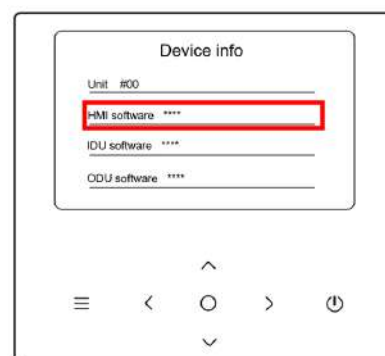 Device info
Unit #00
HMI software ****
IDU software ****
ODU software ****